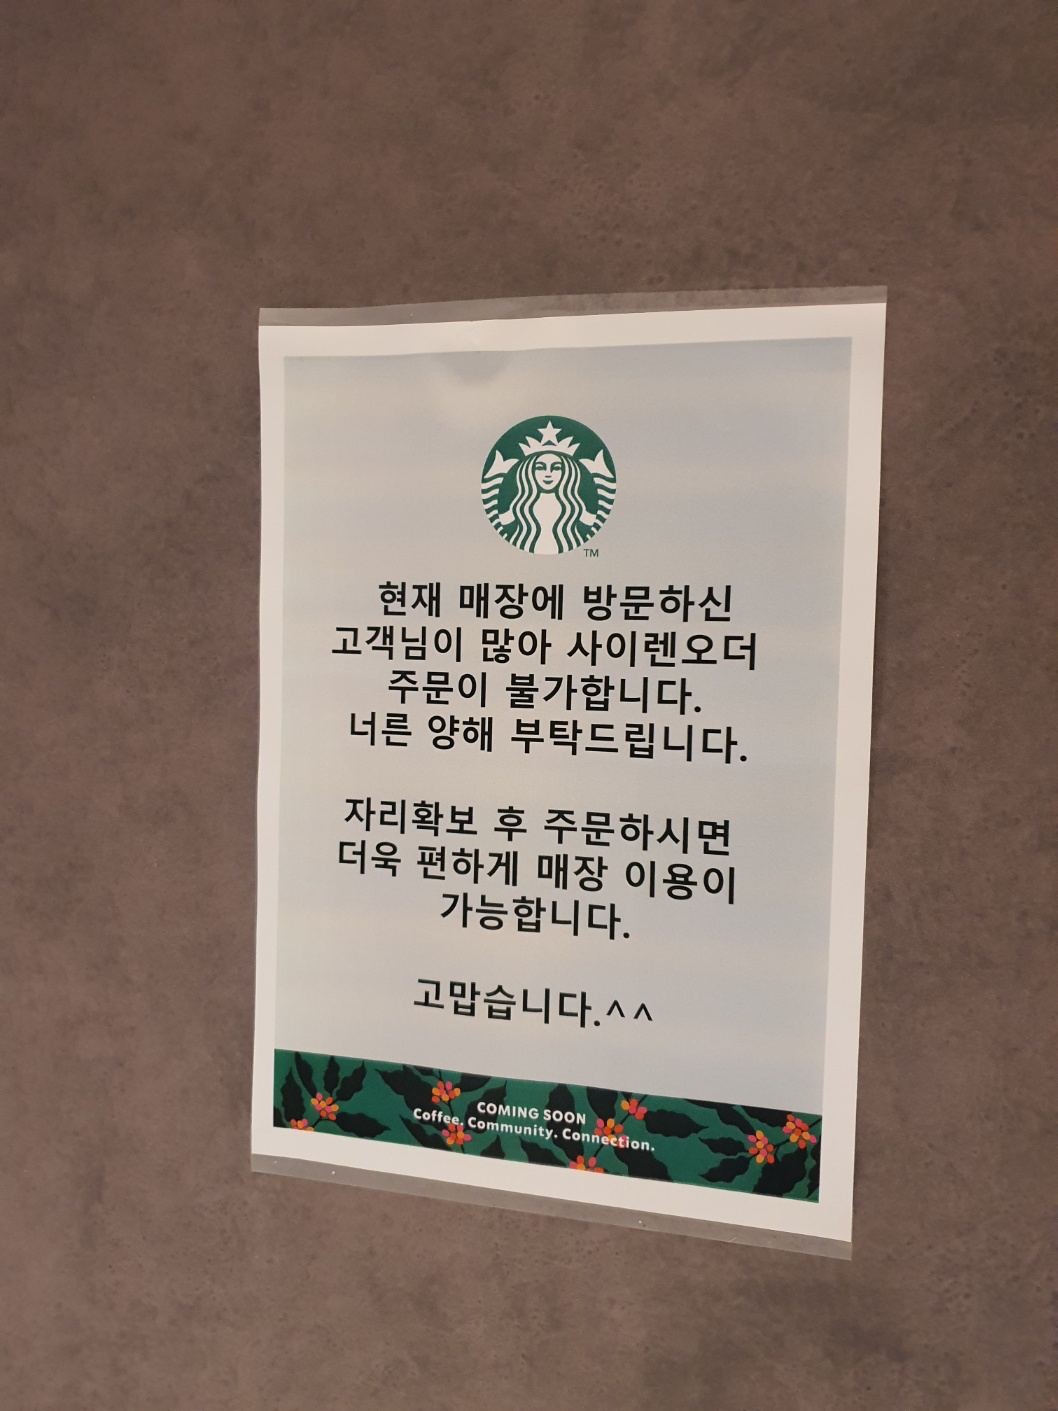 TM
현재 매장에 방문하신
고객님이 많아 사이렌오더
주문이 불가합니다.
너른 양해 부탁드립니다.
자리확보 후 주문하시면
더욱 편하게 매장 이용이
가능합니다.
고맙습니다.^^
COMING SOON
Coffee. Community. Connection.